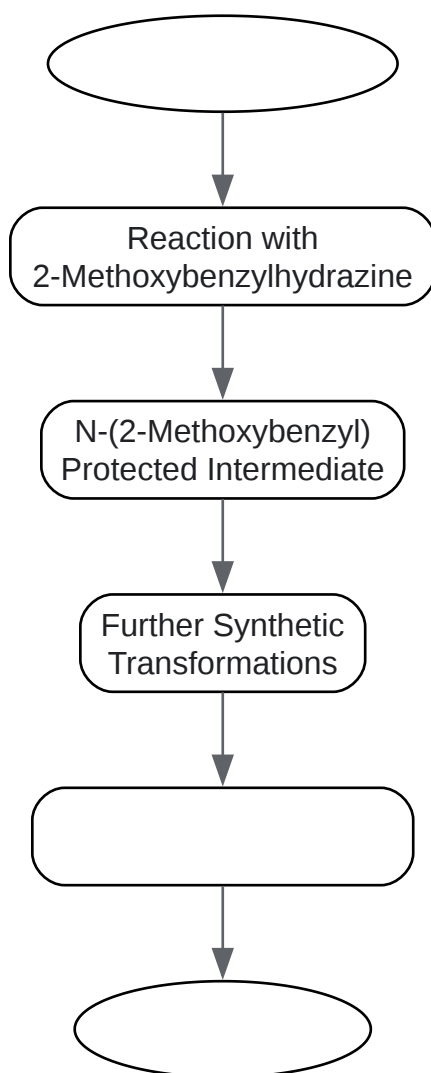 Reaction with
2-Methoxybenzylhydrazine
N-(2-Methoxybenzyl)
Protected Intermediate
Further Synthetic
Transformations